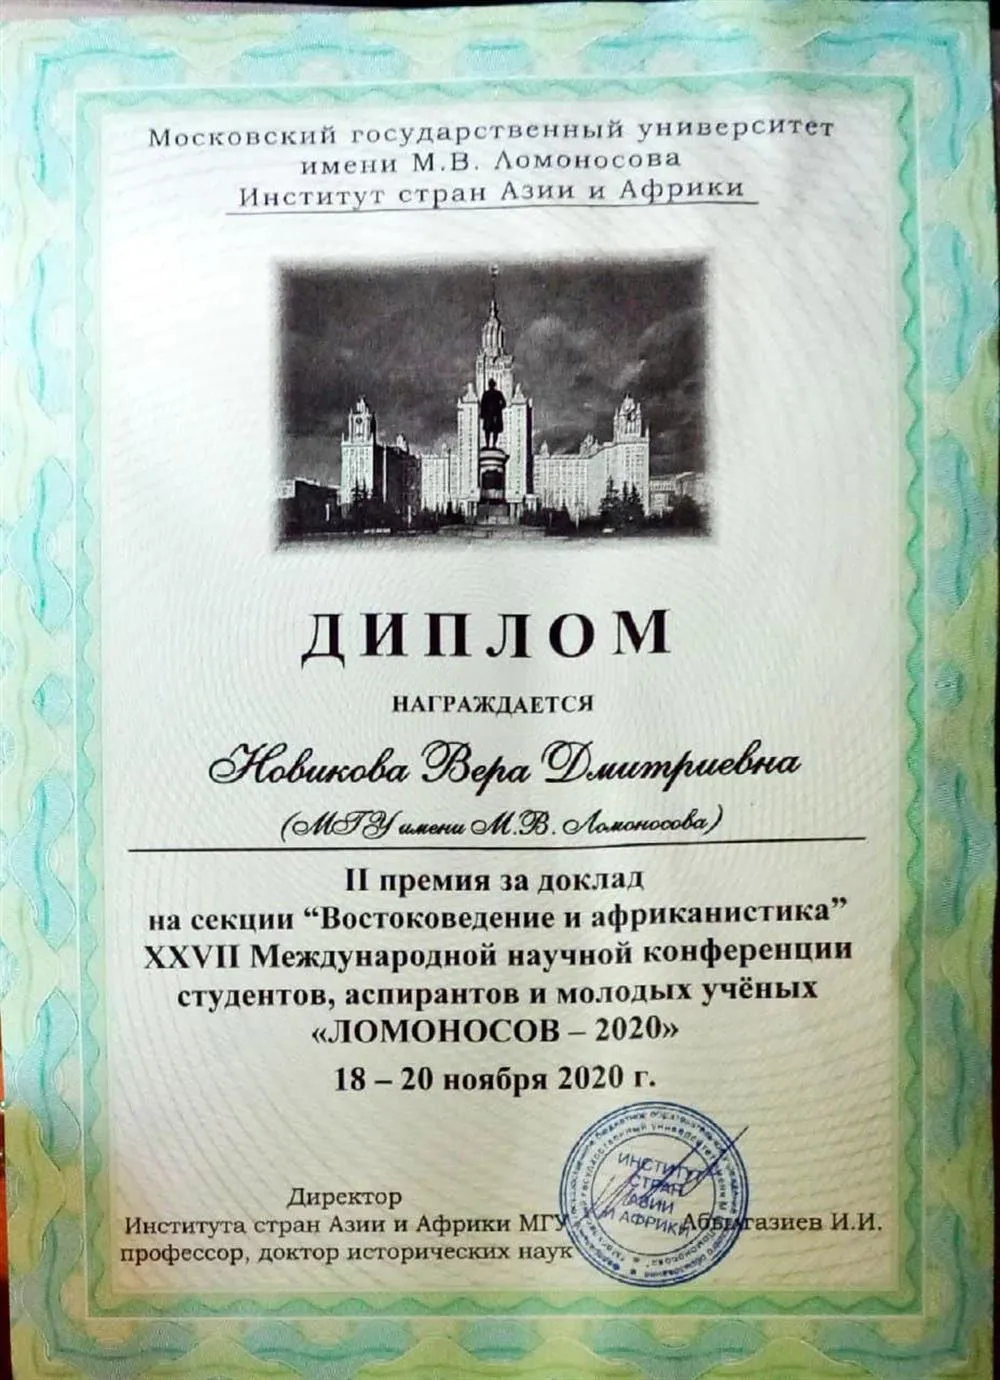 Московский государственный университет
имени М.В. Ломоносова
Институт стран Азии и Африки
ДИПЛОМ
НАГРАЖДАЕТСЯ
Новикова Вера Дмитриевна
(МГУ имени М.В. Ломоносова)
II премия за доклад
на секции “Востоковедение и африканистика”
XXVII Международной научной конференции
студентов, аспирантов и молодых учёных
«ЛОМОНОСОВ – 2020»
18 – 20 ноября 2020 г.
Директор
Института стран Азии и Африки МГУ
Абылгазиев И.И.
профессор, доктор исторических наук
ИНСТИТУТ
СТРАН
АЗИИ
И АФРИКИ